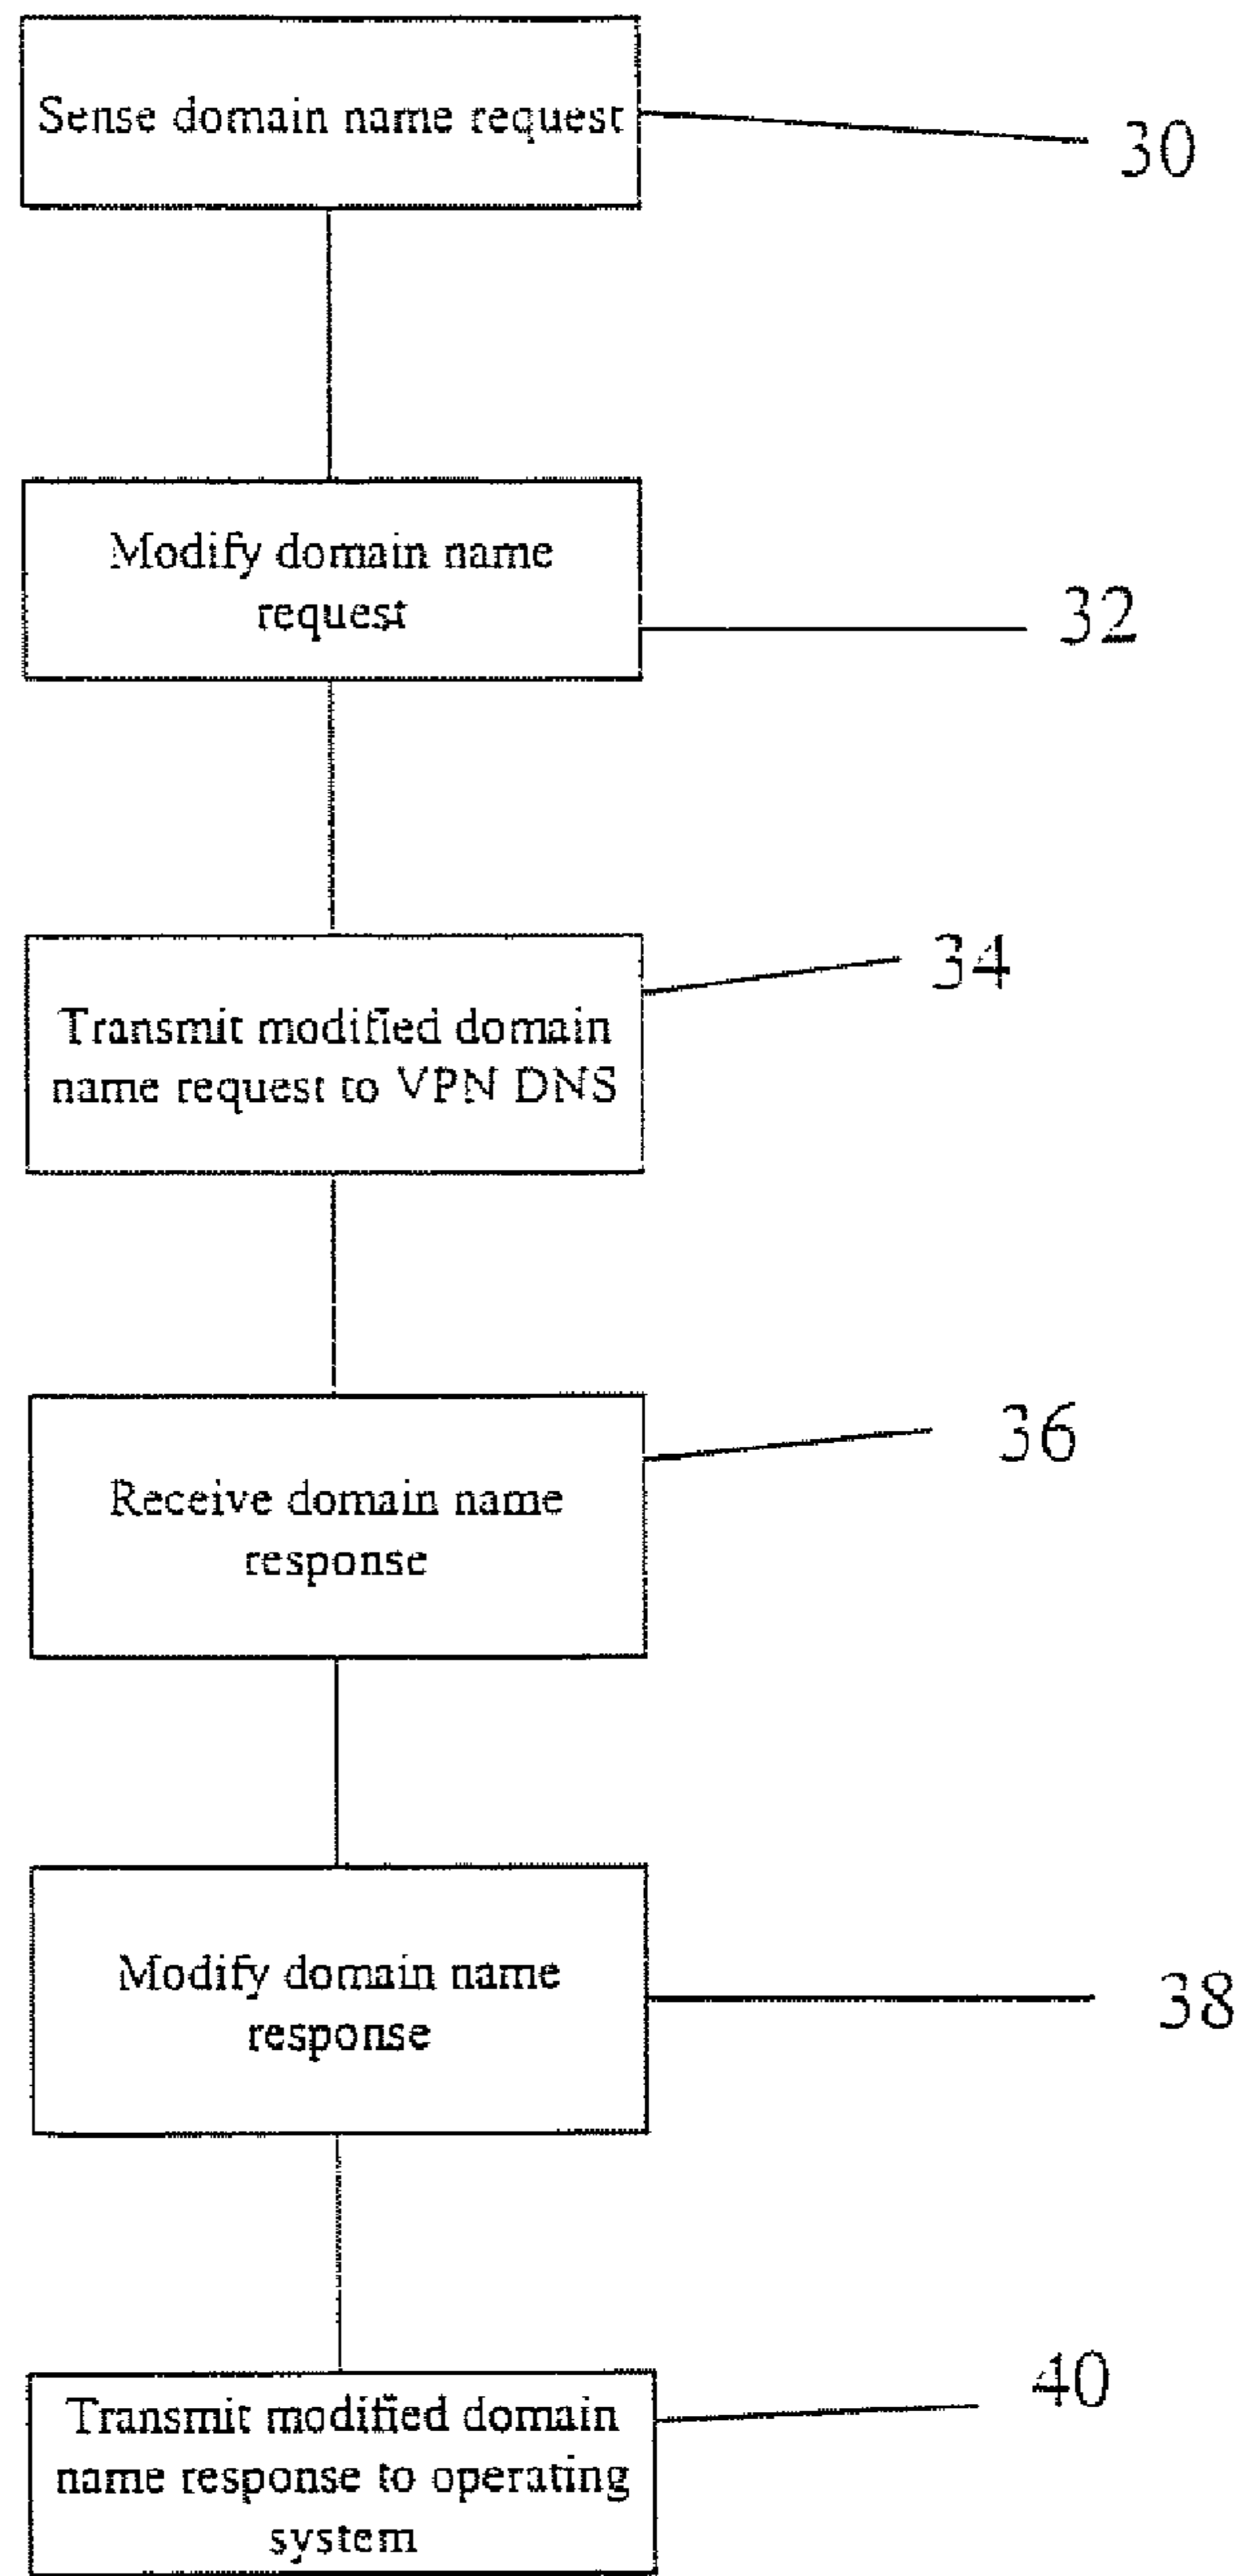 Sense domain name request
30
Modify domain name
request
32
34
Transmit modified domain
name request to VPN DNS
36
Receive domain name
response
Modify domain name
response
38
40
Transmit modified domain
name response to operating
system